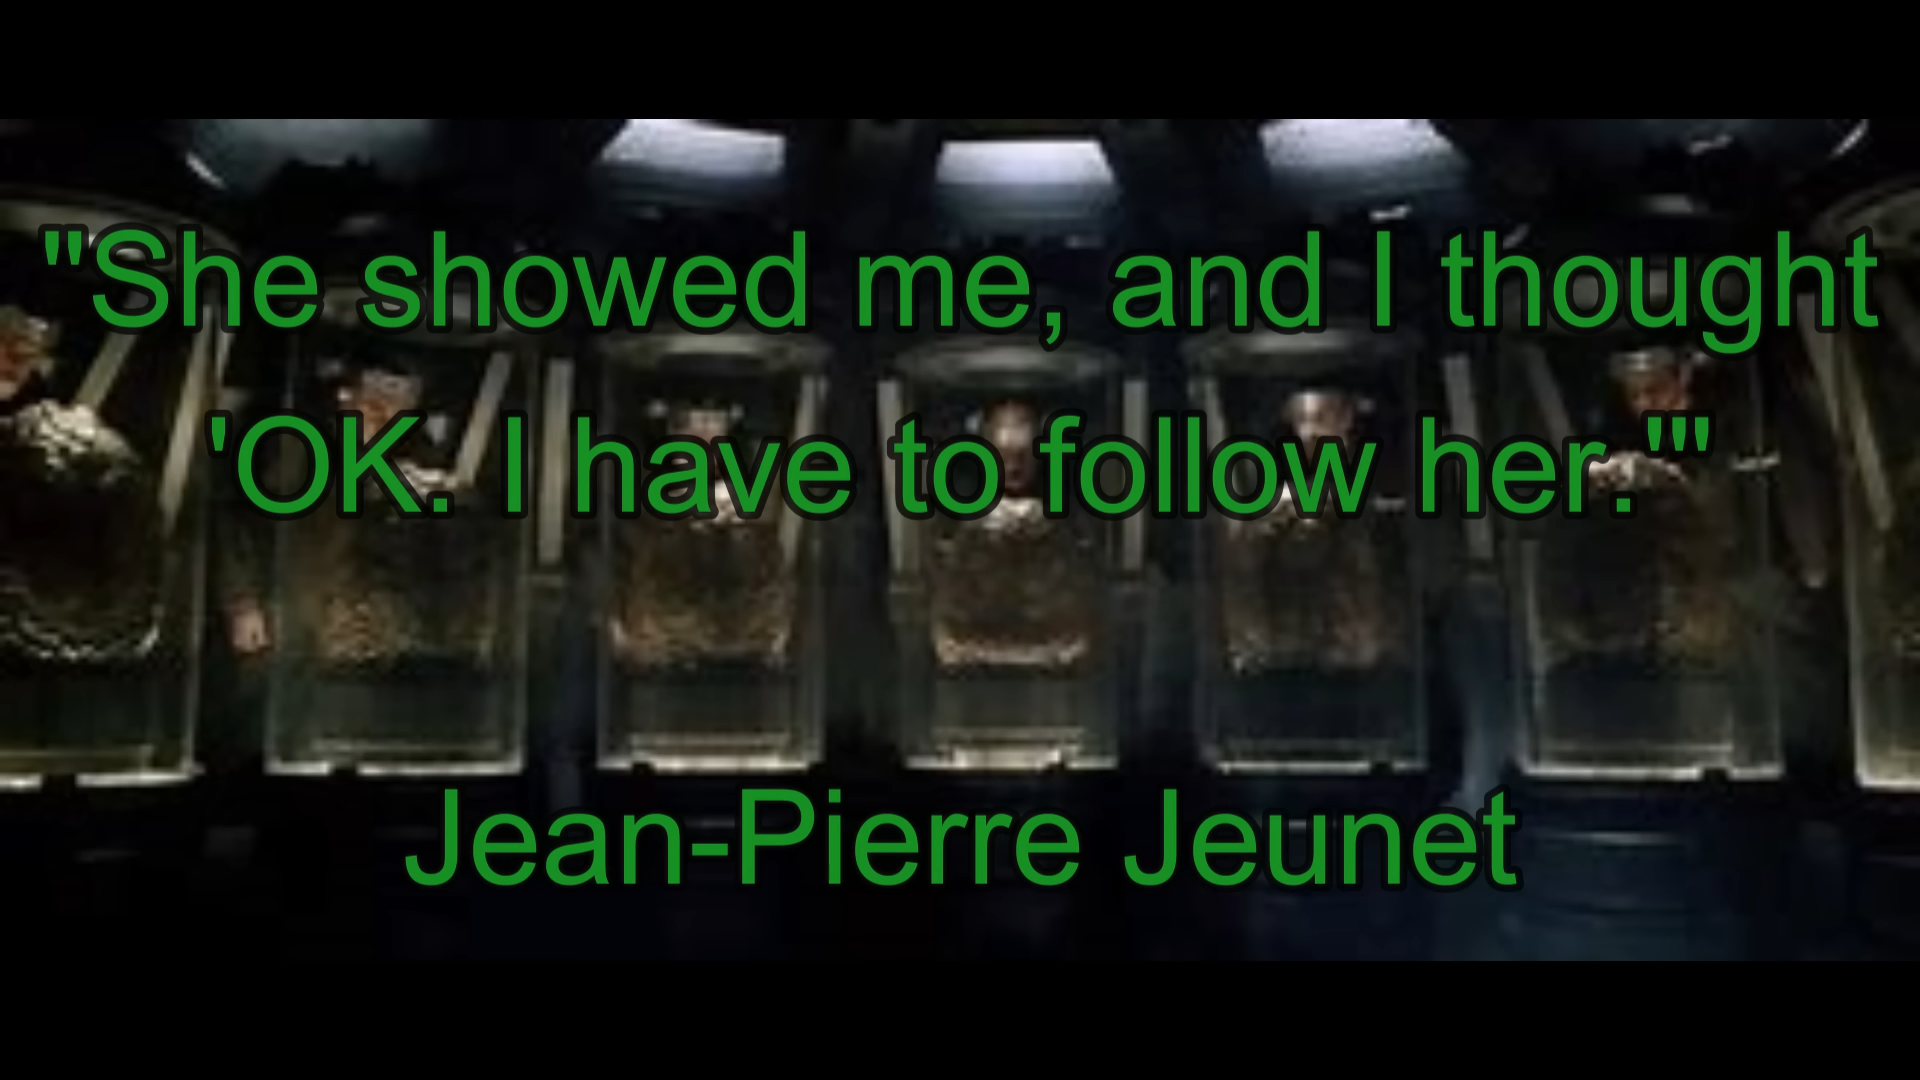 "She showed me, and I thought
'OK. I have to follow her.'"
Jean-Pierre Jeunet